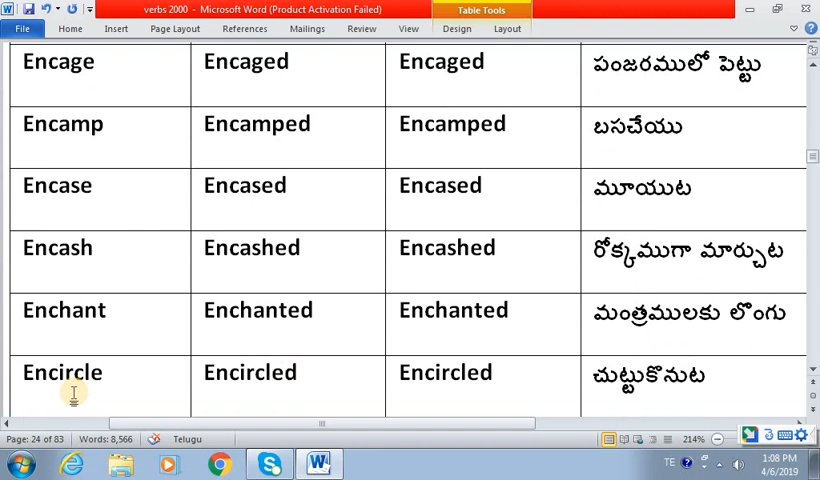 verbs 2000 - Microsoft Word (Product Activation Failed)
Table Tools
File Home Insert Page Layout References Mailings Review View Design Layout
Encage Encaged Encaged పంజరములో పెట్టు
Encamp Encamped Encamped బసచేయు
Encase Encased Encased మూయుట
Encash Encashed Encashed రోక్కముగా మార్చుట
Enchant Enchanted Enchanted మంత్రములకు లొంగు
Encircle Encircled Encircled చుట్టుకొనుట
Page: 24 of 83 Words: 8,566 Telugu 214%
TE 1:08 PM
4/6/2019